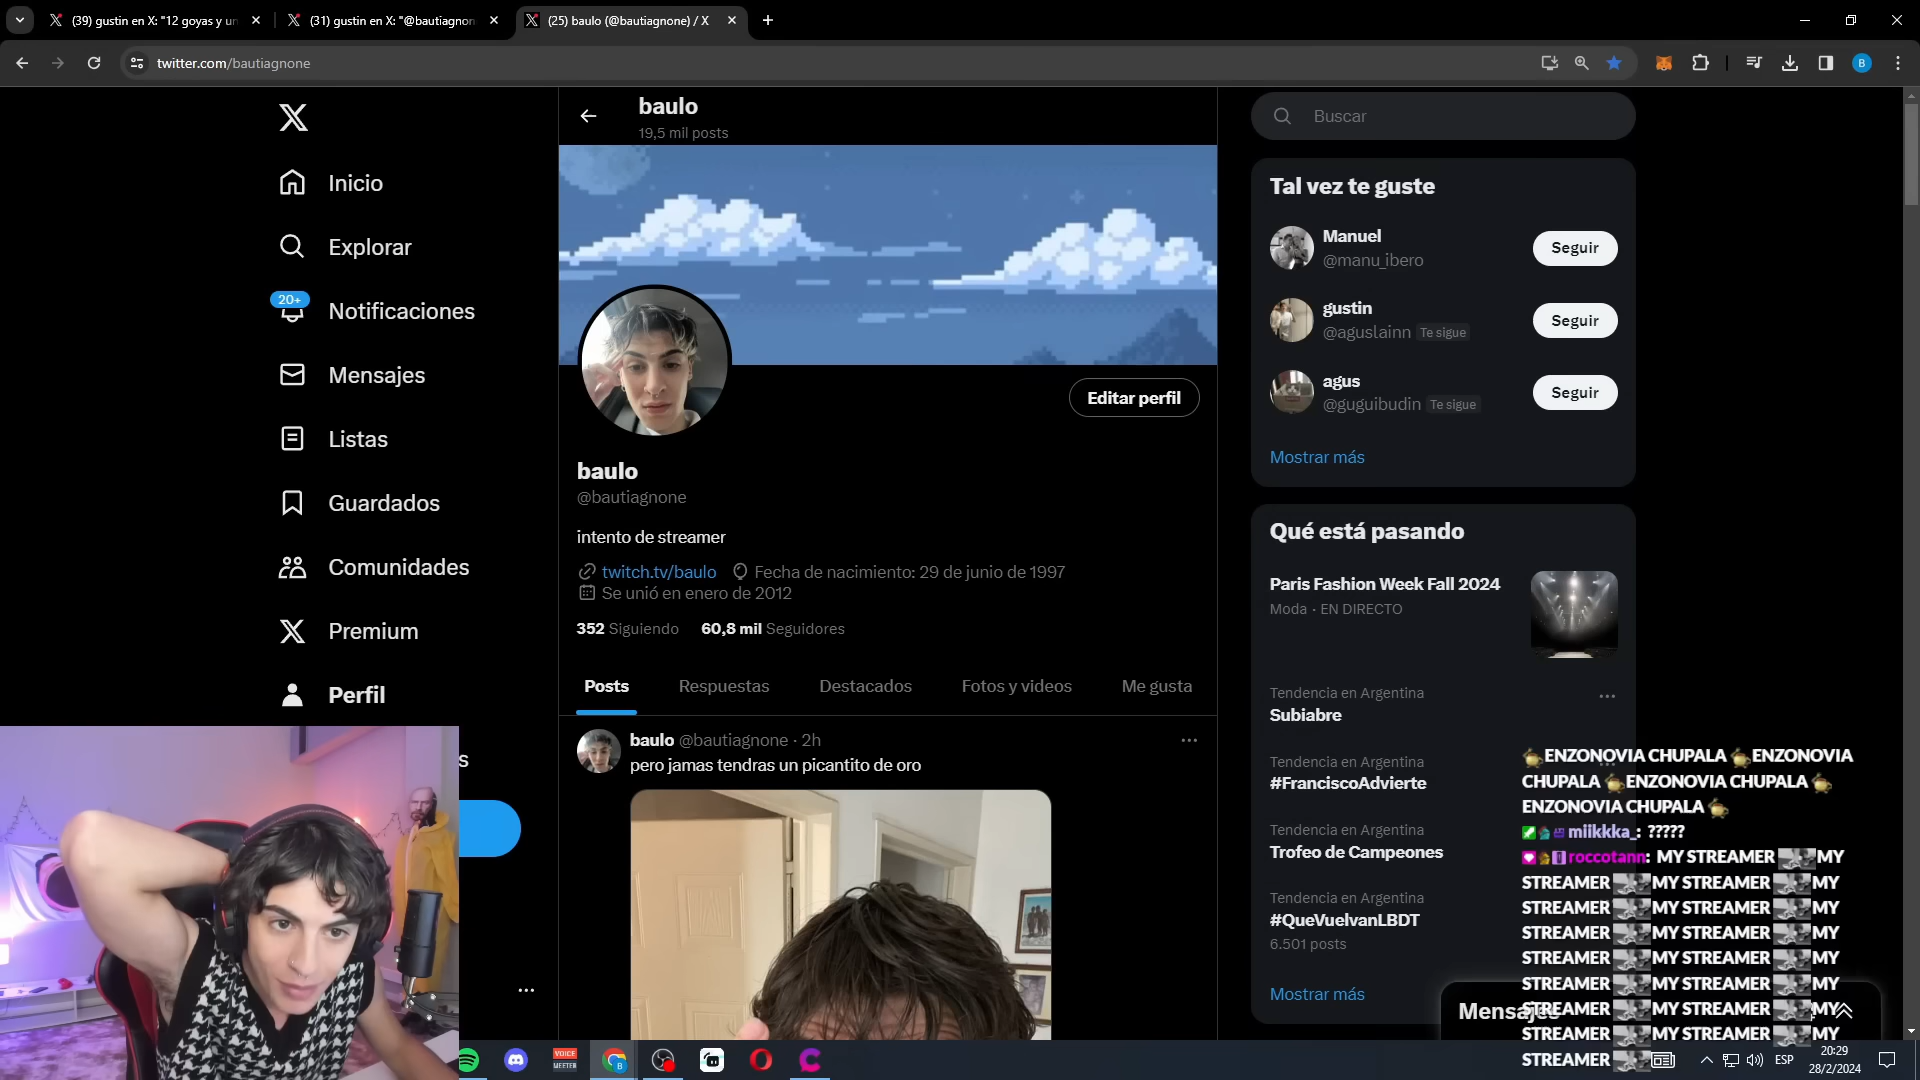 (39) gustin en X: "12 goyas y un
(31) gustin en X: "@bautiagnon
(25) baulo (@bautiagnone) / X
twitter.com/bautiagnone
B
Inicio
Explorar
20+
Notificaciones
Mensajes
Listas
Guardados
Comunidades
Premium
Perfil
s
baulo
19,5 mil posts
Editar perfil
baulo
@bautiagnone
intento de streamer
twitch.tv/baulo Fecha de nacimiento: 29 de junio de 1997
Se unió en enero de 2012
352 Siguiendo 60,8 mil Seguidores
Posts Respuestas Destacados Fotos y videos Me gusta
baulo @bautiagnone · 2h
pero jamas tendras un picantito de oro
Buscar
Tal vez te guste
Manuel
@manu_ibero
Seguir
gustin
@aguslainn Te sigue
Seguir
agus
@guguibudin Te sigue
Seguir
Mostrar más
Qué está pasando
Paris Fashion Week Fall 2024
Moda · EN DIRECTO
Tendencia en Argentina
Subiabre
Tendencia en Argentina
#FranciscoAdvierte
Tendencia en Argentina
Trofeo de Campeones
Tendencia en Argentina
#QueVuelvanLBDT
6.501 posts
Mostrar más
Mensajes
ENZONOVIA CHUPALA ENZONOVIA
CHUPALA ENZONOVIA CHUPALA
ENZONOVIA CHUPALA
miikkka_: ?????
roccotann: MY STREAMER MY
STREAMER MY STREAMER MY
STREAMER MY STREAMER MY
STREAMER MY STREAMER MY
STREAMER MY STREAMER MY
STREAMER MY STREAMER MY
STREAMER MY STREAMER MY
STREAMER MY STREAMER MY
STREAMER
VOICE
MEETER
B
ESP
20:29
28/2/2024